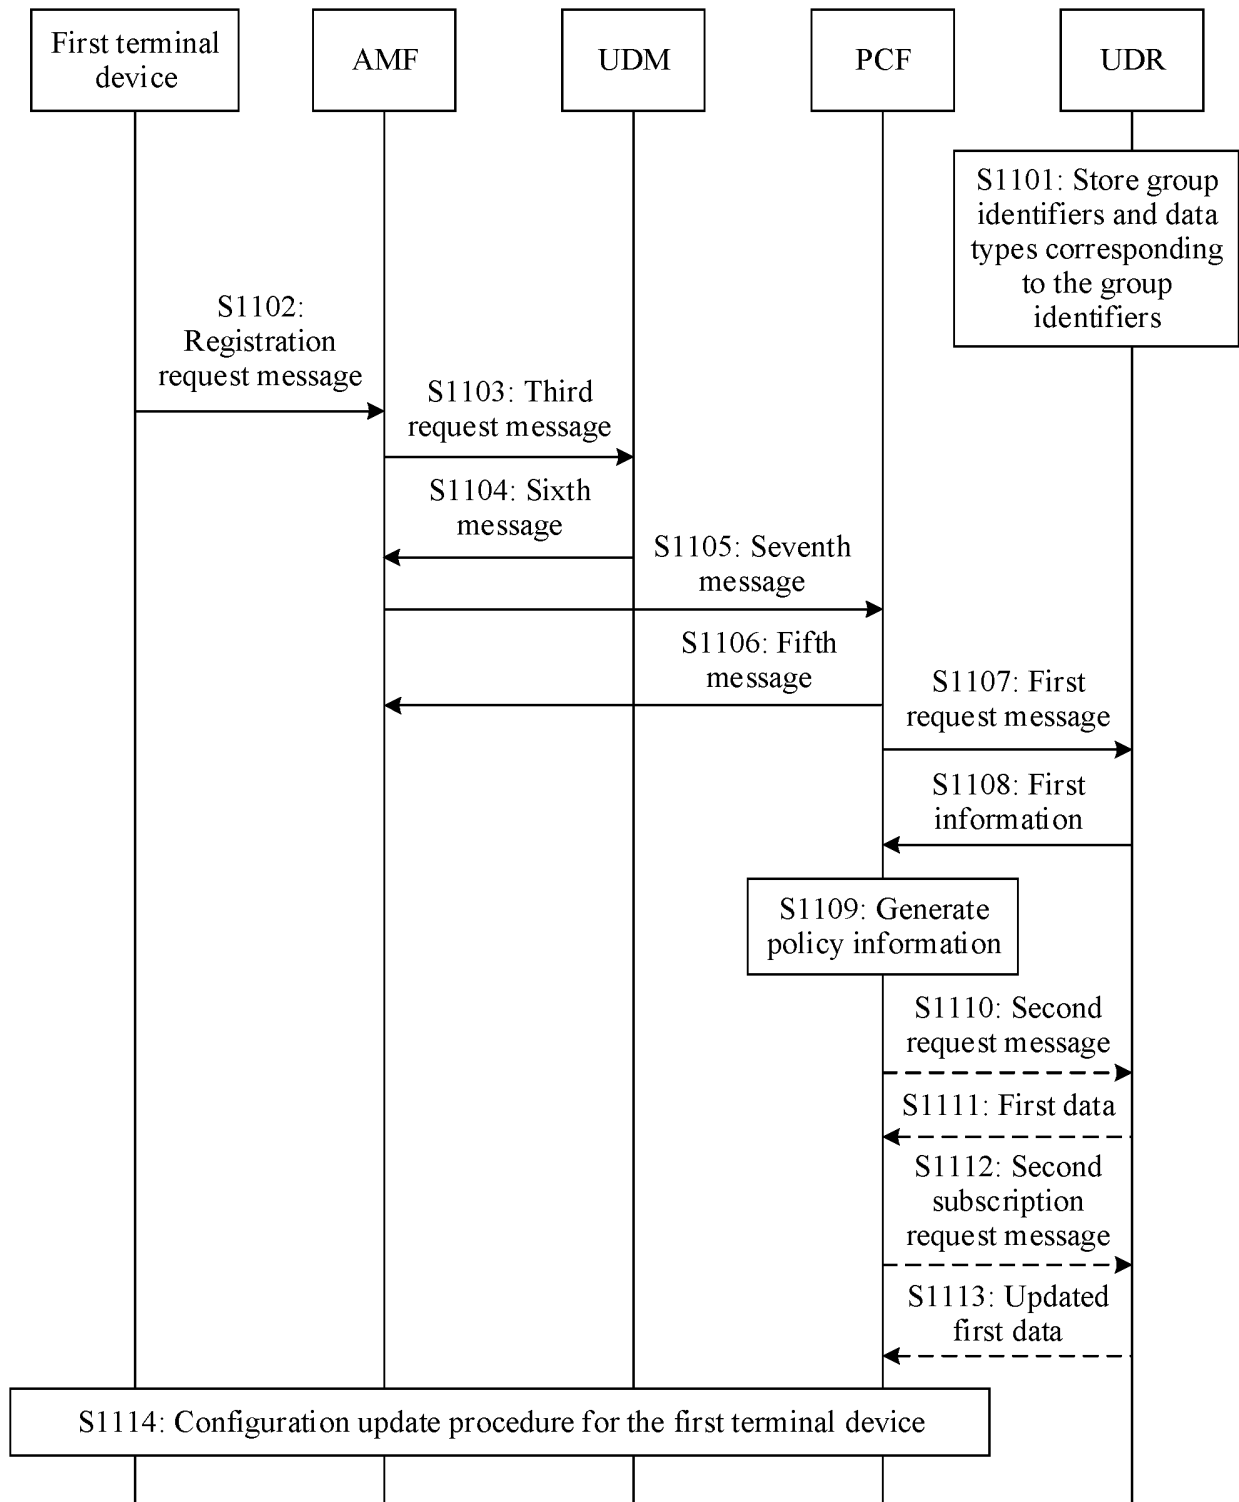 First terminal
device
AMF
UDM
PCF
UDR
S1101: Store group
identifiers and data
types corresponding
to the group
identifiers
S1102:
Registration
request message
S1103: Third
request message
S1104: Sixth
message
S1105: Seventh
message
S1106: Fifth
message
S1107: First
request message
S1108: First
information
S1109: Generate
policy information
S1110: Second
request message
S1111: First data
S1112: Second
subscription
request message
S1113: Updated
first data
S1114: Configuration update procedure for the first terminal device